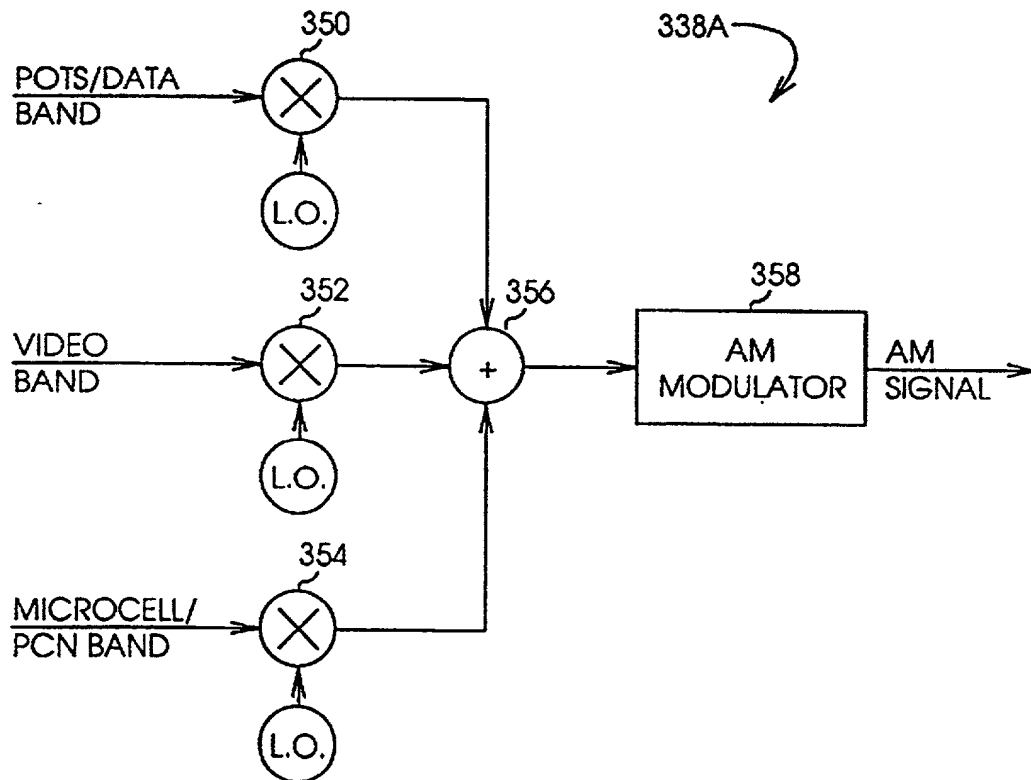 350
338A
POTS/DATA
BAND
L.O.
352
356
358
VIDEO
BAND
+
AM
MODULATOR
AM
SIGNAL
L.O.
354
MICROCELL/
PCN BAND
L.O.